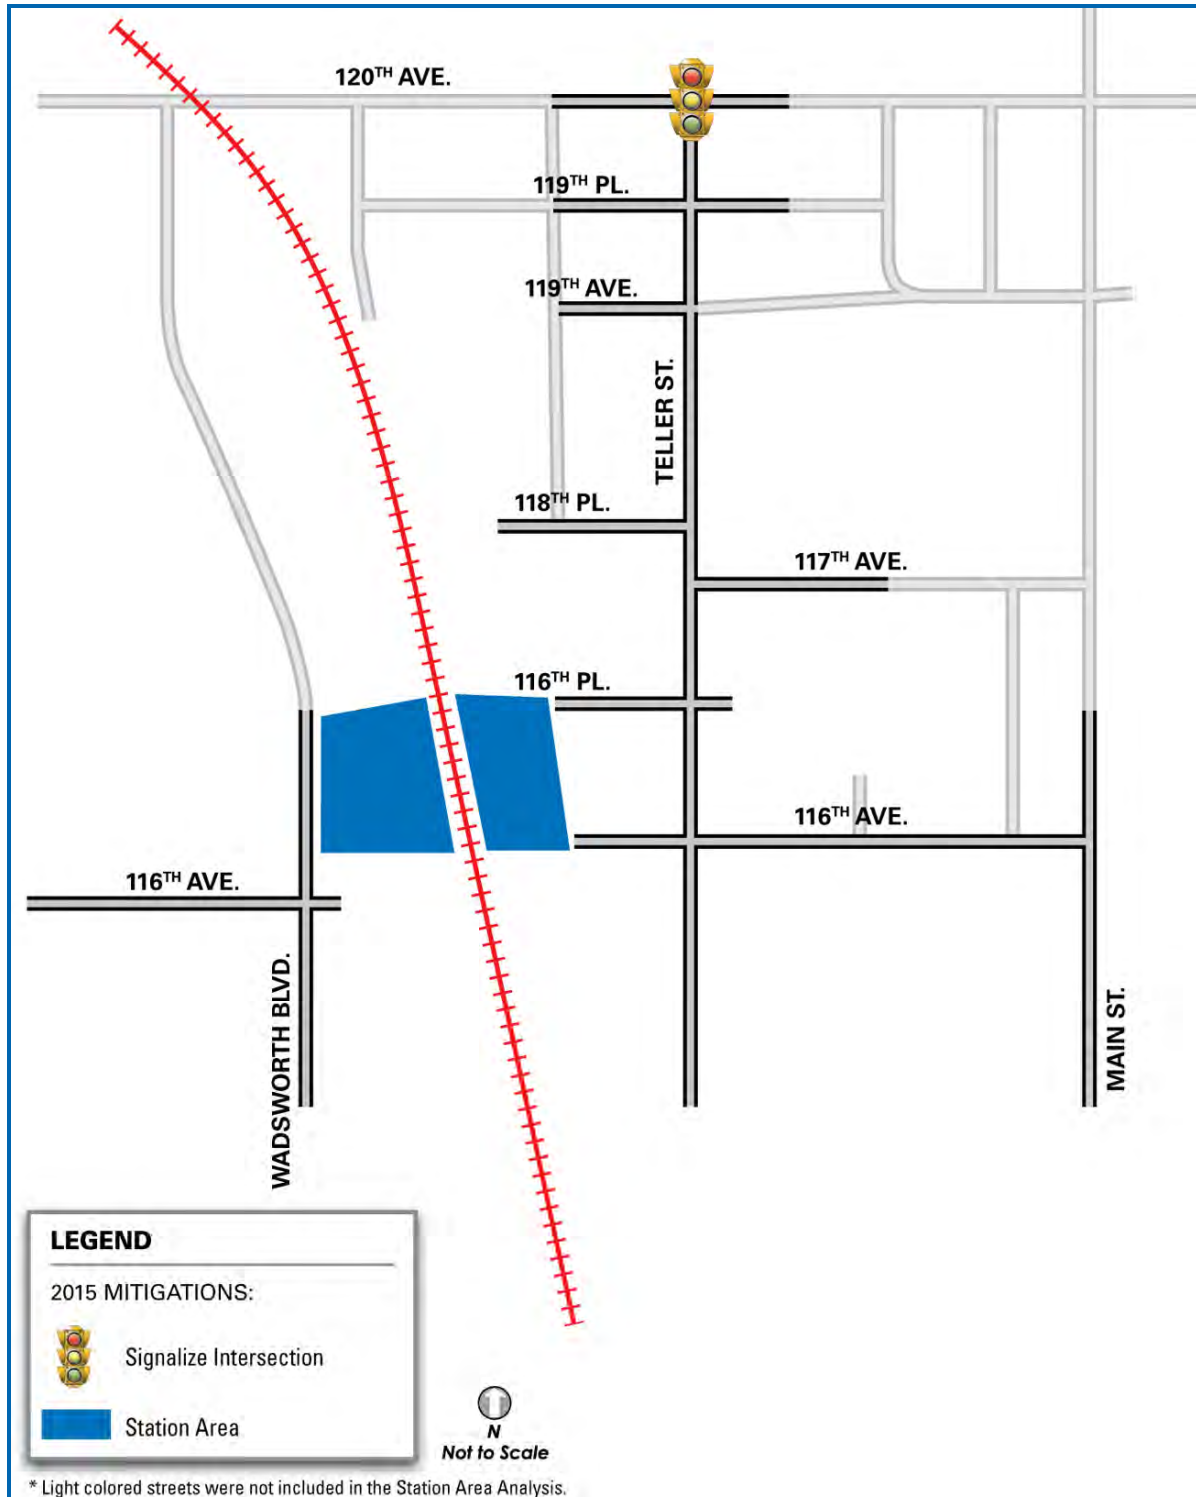 120TH AVE.
119TH PL.
119TH AVE.
TELLER ST.
118TH PL.
117TH AVE.
116TH PL.
116TH AVE.
116TH AVE.
WADSWORTH BLVD.
MAIN ST.
LEGEND
2015 MITIGATIONS:
Signalize Intersection
Station Area
N
Not to Scale
* Light colored streets were not included in the Station Area Analysis.